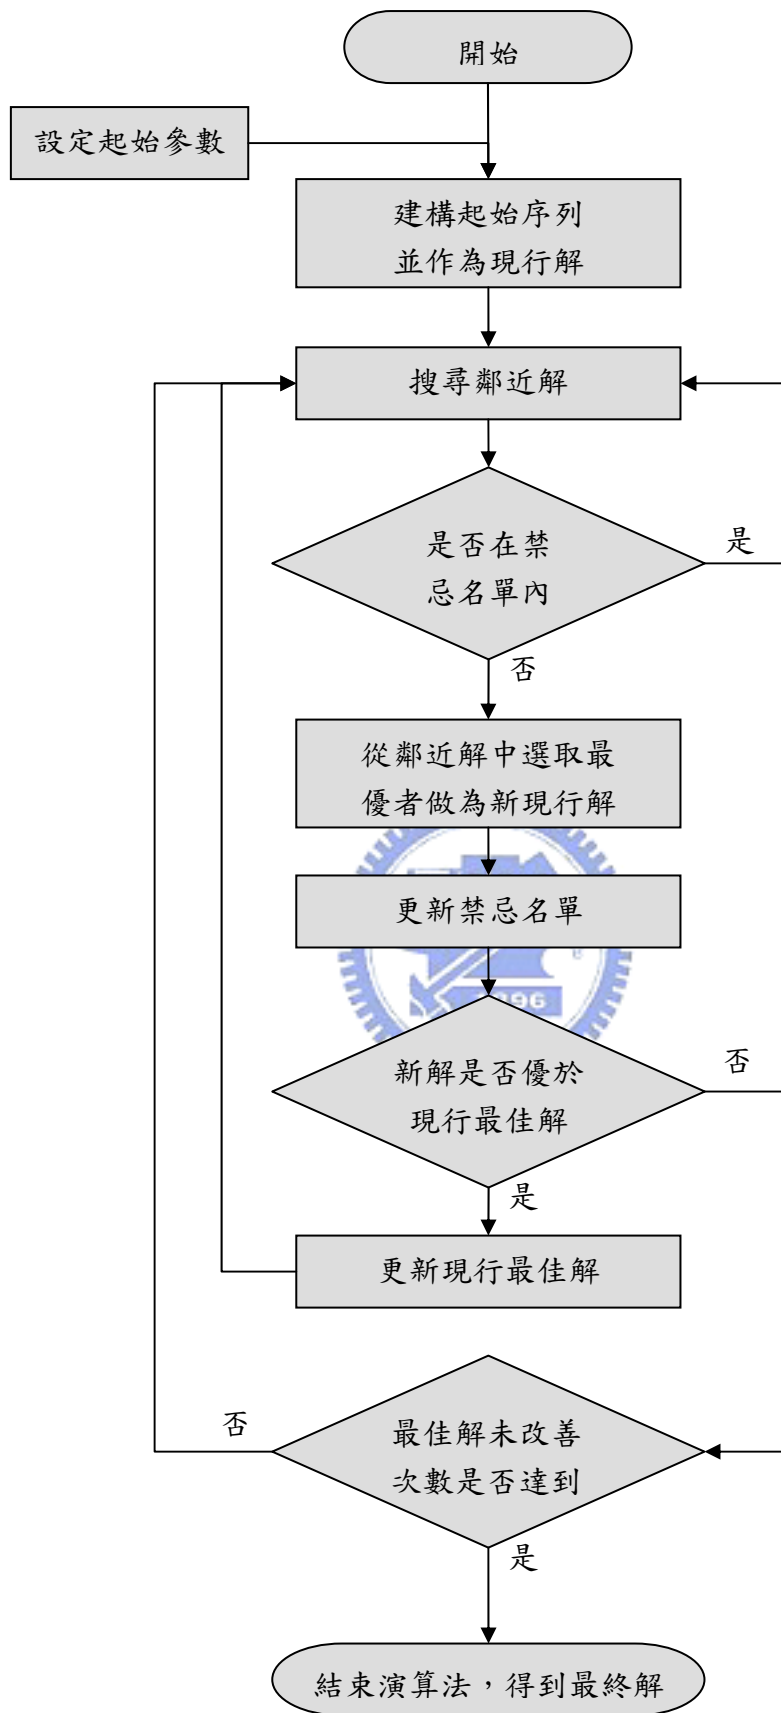 開始
設定起始參數
建構起始序列
並作為現行解
搜尋鄰近解
是否在禁
忌名單內
是
否
從鄰近解中選取最
優者做為新現行解
更新禁忌名單
1896
新解是否優於
現行最佳解
否
是
更新現行最佳解
否
最佳解未改善
次數是否達到
是
結束演算法，得到最終解